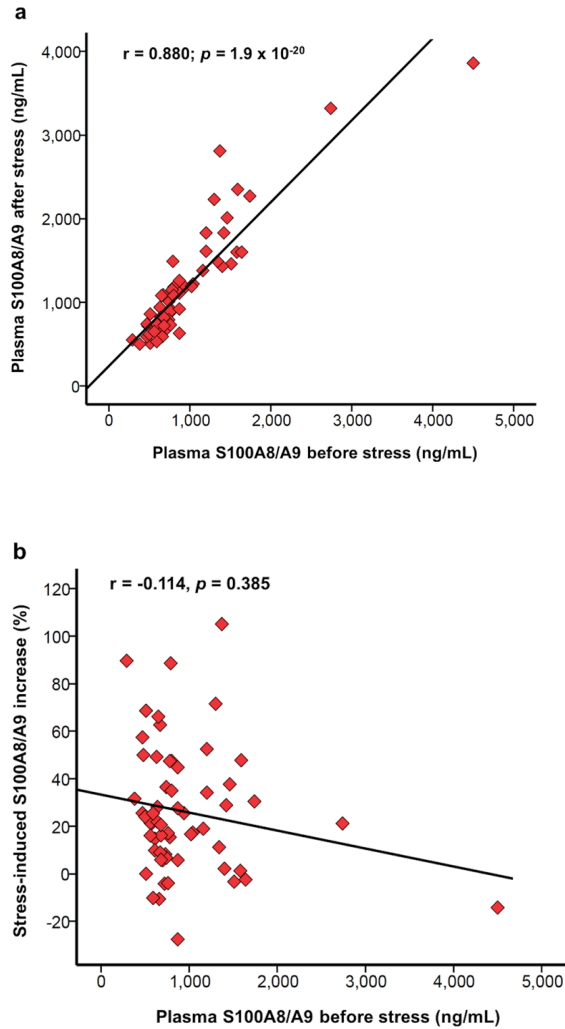 a
r = 0.880; p = 1.9 x 10⁻²⁰
Plasma S100A8/A9 after stress (ng/mL)
4,000
3,000
2,000
1,000
0
0 1,000 2,000 3,000 4,000 5,000
Plasma S100A8/A9 before stress (ng/mL)
b
r = -0.114, p = 0.385
Stress-induced S100A8/A9 increase (%)
120
100
80
60
40
20
0
-20
0 1,000 2,000 3,000 4,000 5,000
Plasma S100A8/A9 before stress (ng/mL)